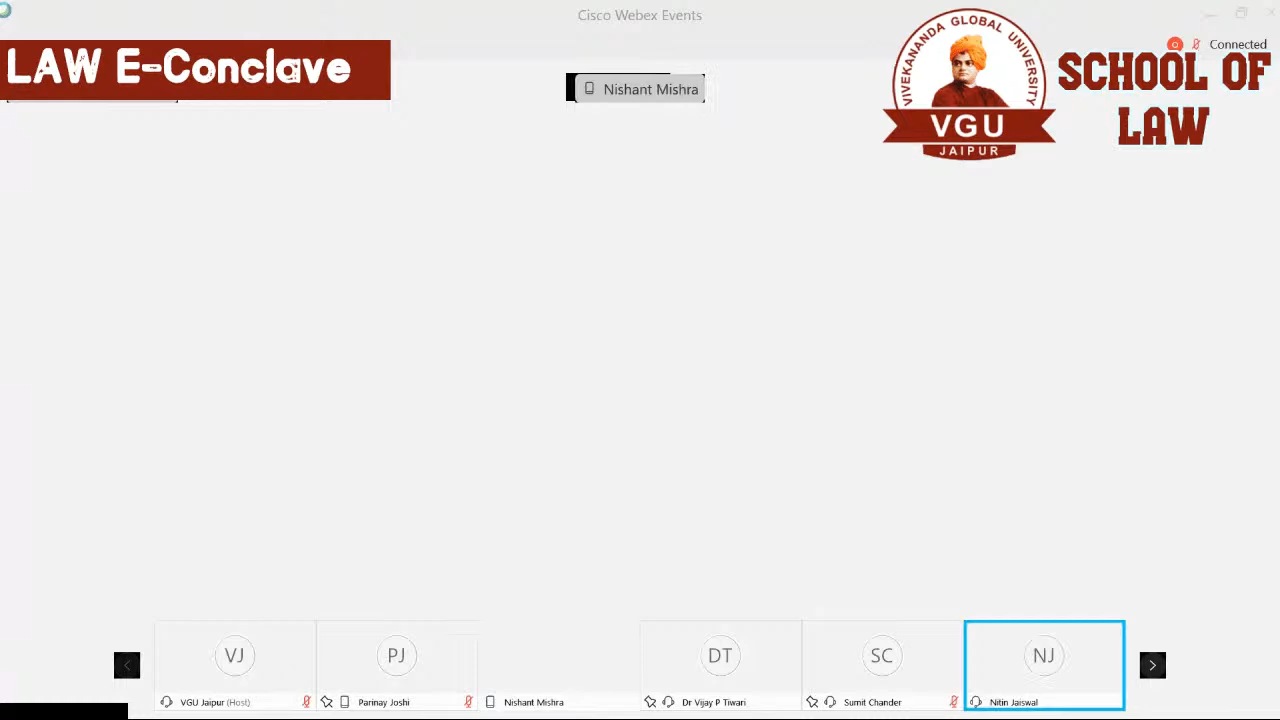 Cisco Webex Events
Connected
LAW E-Conclave
Nishant Mishra
VIVEKANANDA GLOBAL UNIVERSITY
VGU
JAIPUR
SCHOOL OF
LAW
VJ
PJ
DT
SC
NJ
VGU Jaipur (Host)
Parinay Joshi
Nishant Mishra
Dr Vijay P Tiwari
Sumit Chander
Nitin Jaiswal